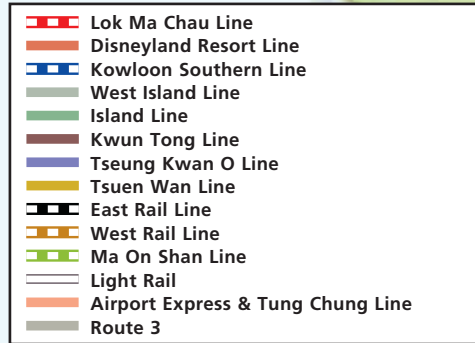 Lok Ma Chau Line
Disneyland Resort Line
Kowloon Southern Line
West Island Line
Island Line
Kwun Tong Line
Tseung Kwan O Line
Tsuen Wan Line
East Rail Line
West Rail Line
Ma On Shan Line
Light Rail
Airport Express & Tung Chung Line
Route 3